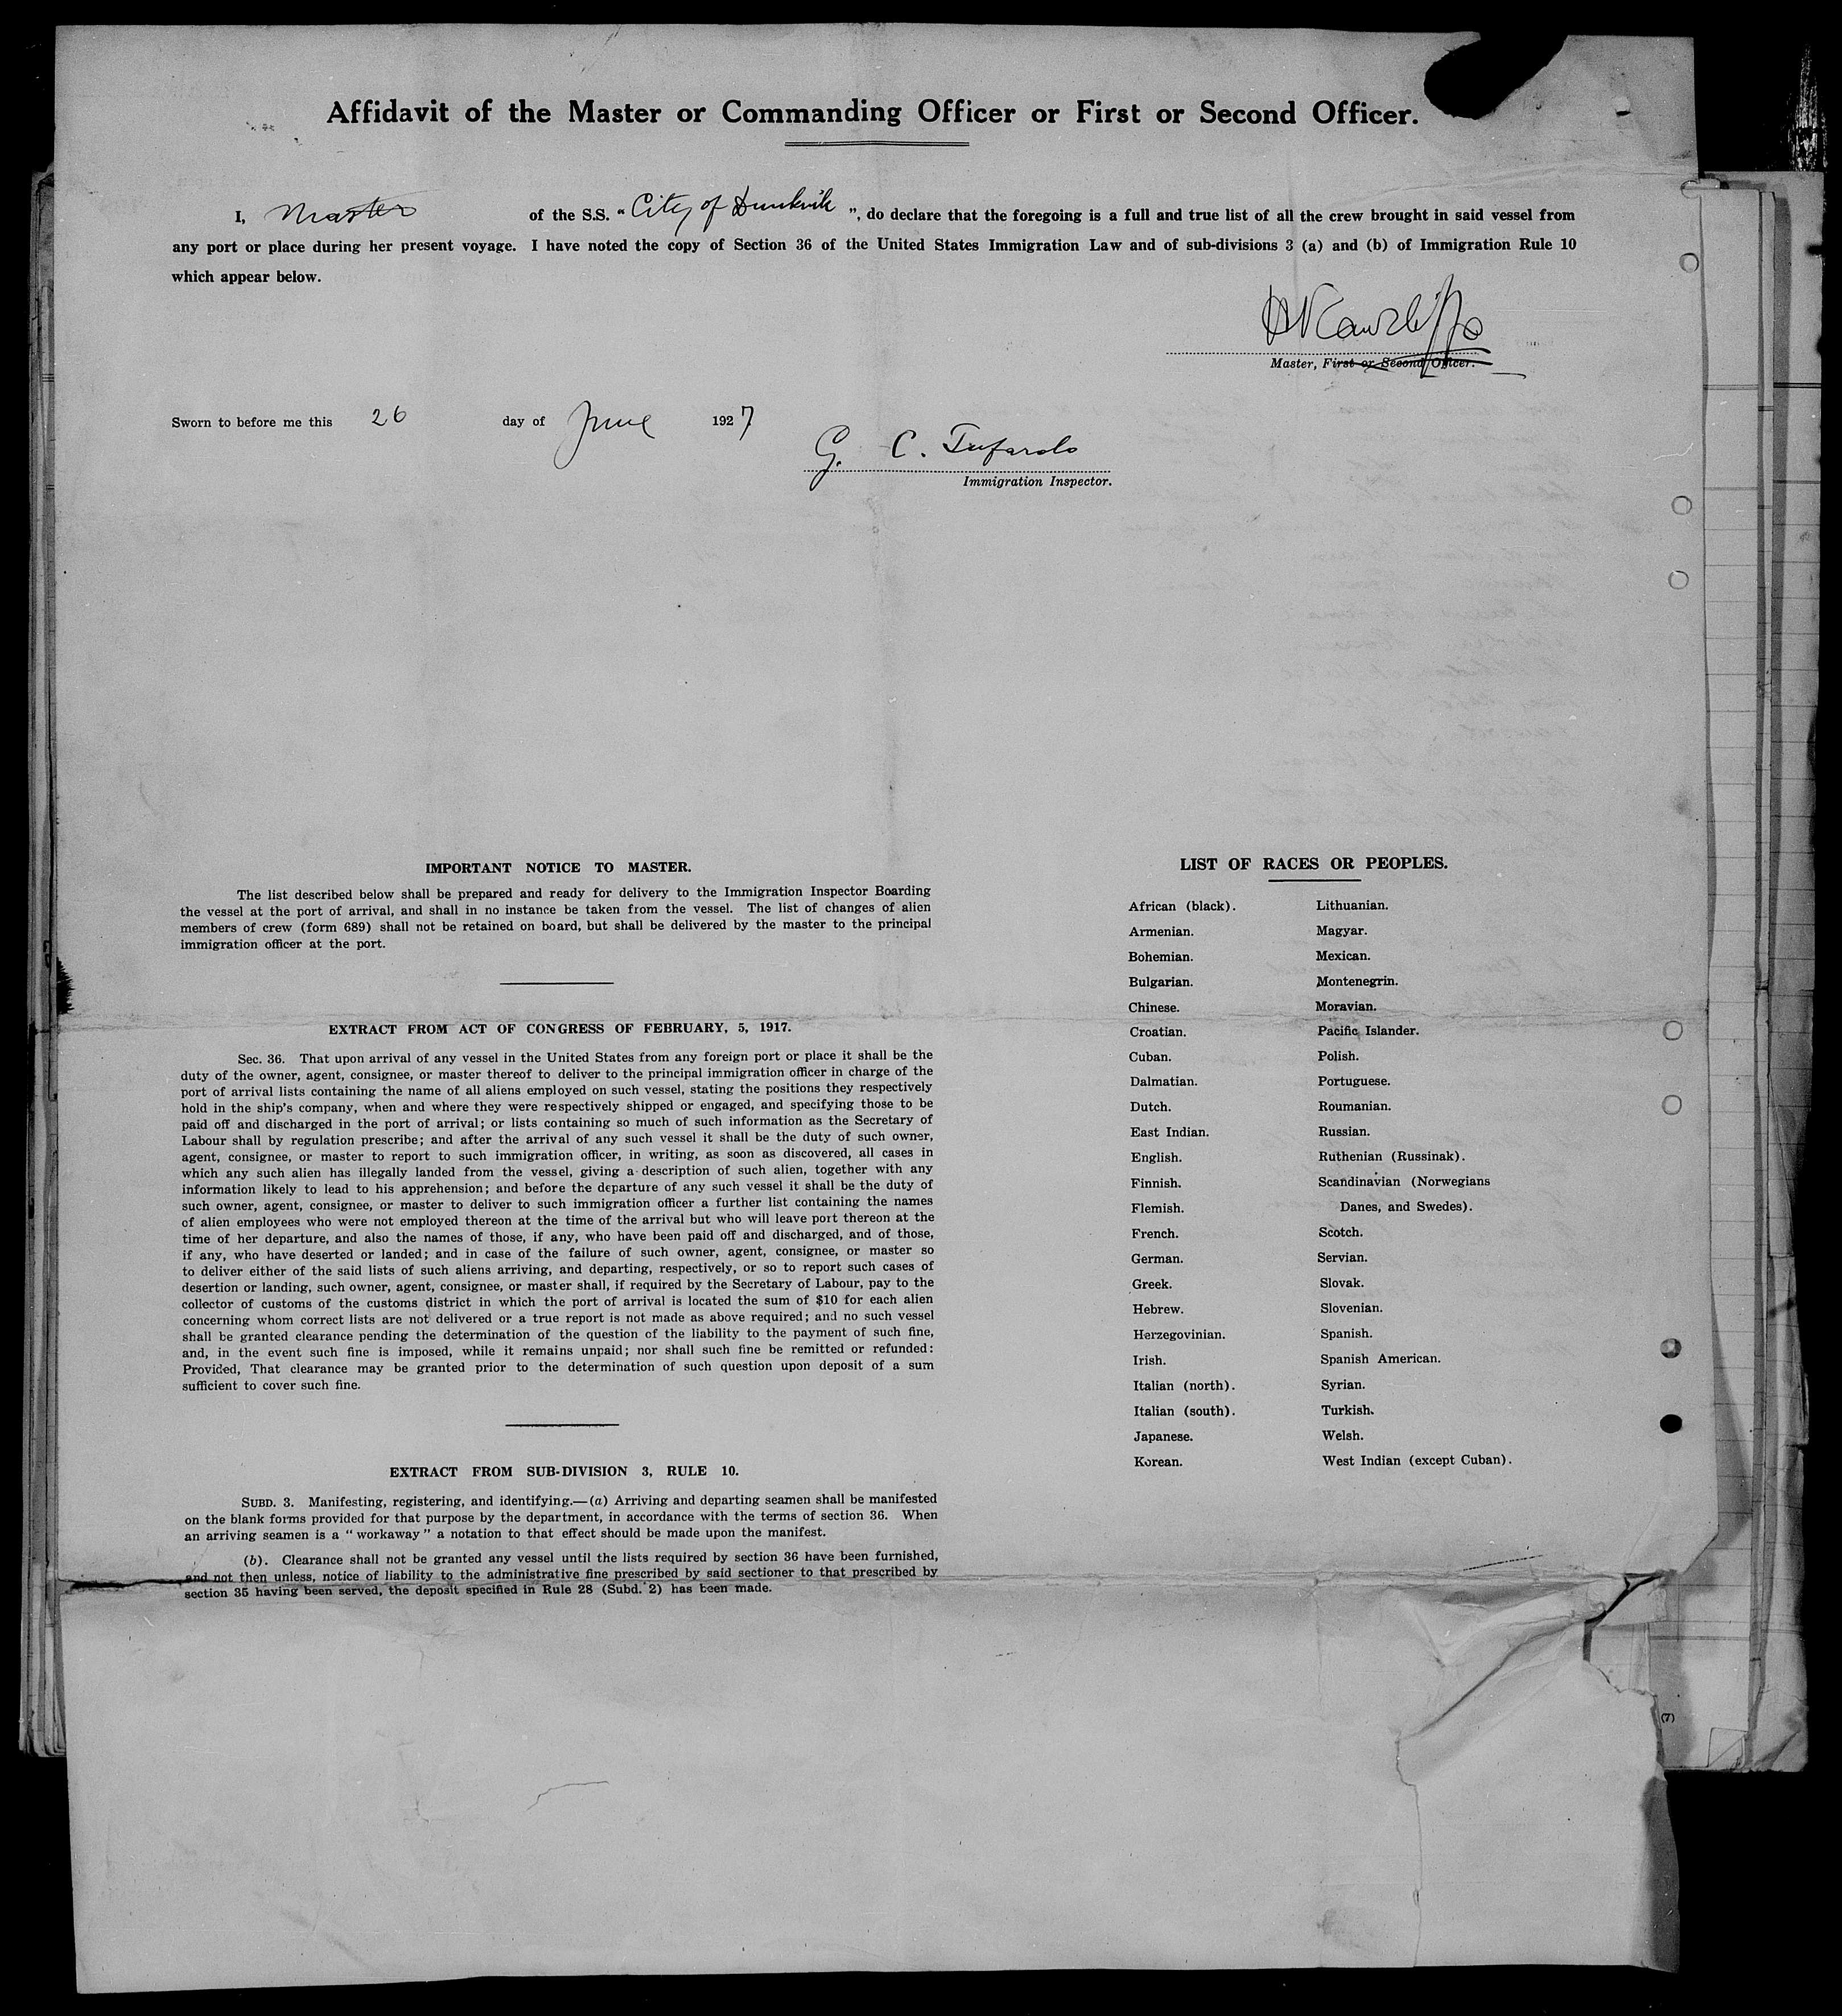 Affidavit of the Master or Commanding Officer or First or Second Officer.
I, Master of the S.S. “City of Dunkirk”, do declare that the foregoing is a full and true list of all the crew brought in said vessel from
any port or place during her present voyage. I have noted the copy of Section 36 of the United States Immigration Law and of sub-divisions 3 (a) and (b) of Immigration Rule 10
which appear below.
Master, First or Second Officer.
Sworn to before me this 26 day of June 1927
G. C.
Immigration Inspector.
IMPORTANT NOTICE TO MASTER.
The list described below shall be prepared and ready for delivery to the Immigration Inspector Boarding
the vessel at the port of arrival, and shall in no instance be taken from the vessel. The list of changes of alien
members of crew (form 689) shall not be retained on board, but shall be delivered by the master to the principal
immigration officer at the port.
EXTRACT FROM ACT OF CONGRESS OF FEBRUARY, 5, 1917.
Sec. 36. That upon arrival of any vessel in the United States from any foreign port or place it shall be the
duty of the owner, agent, consignee, or master thereof to deliver to the principal immigration officer in charge of the
port of arrival lists containing the name of all aliens employed on such vessel, stating the positions they respectively
hold in the ship's company, when and where they were respectively shipped or engaged, and specifying those to be
paid off and discharged in the port of arrival; or lists containing so much of such information as the Secretary of
Labour shall by regulation prescribe; and after the arrival of any such vessel it shall be the duty of such owner,
agent, consignee, or master to report to such immigration officer, in writing, as soon as discovered, all cases in
which any such alien has illegally landed from the vessel, giving a description of such alien, together with any
information likely to lead to his apprehension; and before the departure of any such vessel it shall be the duty of
such owner, agent, consignee, or master to deliver to such immigration officer a further list containing the names
of alien employees who were not employed thereon at the time of the arrival but who will leave port thereon at the
time of her departure, and also the names of those, if any, who have been paid off and discharged, and of those,
if any, who have deserted or landed; and in case of the failure of such owner, agent, consignee, or master so
to deliver either of the said lists of such aliens arriving, and departing, respectively, or so to report such cases of
desertion or landing, such owner, agent, consignee, or master shall, if required by the Secretary of Labour, pay to the
collector of customs of the customs district in which the port of arrival is located the sum of $10 for each alien
concerning whom correct lists are not delivered or a true report is not made as above required; and no such vessel
shall be granted clearance pending the determination of the question of the liability to the payment of such fine,
and, in the event such fine is imposed, while it remains unpaid; nor shall such fine be remitted or refunded:
Provided, That clearance may be granted prior to the determination of such question upon deposit of a sum
sufficient to cover such fine.
EXTRACT FROM SUB-DIVISION 3, RULE 10.
SUBD. 3. Manifesting, registering, and identifying.—(a) Arriving and departing seamen shall be manifested
on the blank forms provided for that purpose by the department, in accordance with the terms of section 36. When
an arriving seamen is a “workaway” a notation to that effect should be made upon the manifest.
(b). Clearance shall not be granted any vessel until the lists required by section 36 have been furnished,
and not then unless, notice of liability to the administrative fine prescribed by said sectioner to that prescribed by
section 35 having been served, the deposit specified in Rule 28 (Subd. 2) has been made.
LIST OF RACES OR PEOPLES.
African (black).
Armenian.
Bohemian.
Bulgarian.
Chinese.
Croatian.
Cuban.
Dalmatian.
Dutch.
East Indian.
English.
Finnish.
Flemish.
French.
German.
Greek.
Hebrew.
Herzegovinian.
Irish.
Italian (north).
Italian (south).
Japanese.
Korean.
Lithuanian.
Magyar.
Mexican.
Montenegrin.
Moravian.
Pacific Islander.
Polish.
Portuguese.
Roumanian.
Russian.
Ruthenian (Russinak).
Scandinavian (Norwegians
Danes, and Swedes).
Scotch.
Servian.
Slovak.
Slovenian.
Spanish.
Spanish American.
Syrian.
Turkish.
Welsh.
West Indian (except Cuban).
(7)